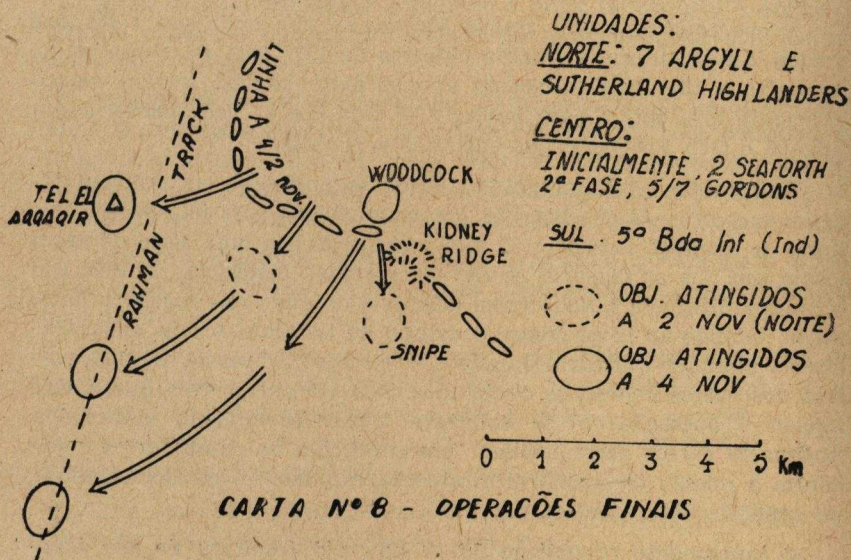 UNIDADES:
NORTE: 7 ARGYLL E
SUTHERLAND HIGHLANDERS
CENTRO:
INICIALMENTE, 2 SEAFORTH
2ª FASE, 5/7 GORDONS
SUL. 5ª Bda Inf (Ind)
OBJ. ATINGIDOS
A 2 NOV (NOITE)
OBJ ATINGIDOS
A 4 NOV
LINHA A 4/2 NOV.
TRACK
RAHMAN
TEL EL
AQQAQIR
WOODCOCK
KIDNEY
RIDGE
SNIPE
0 1 2 3 4 5 Km
CARTA Nº 8 - OPERACÕES FINAIS